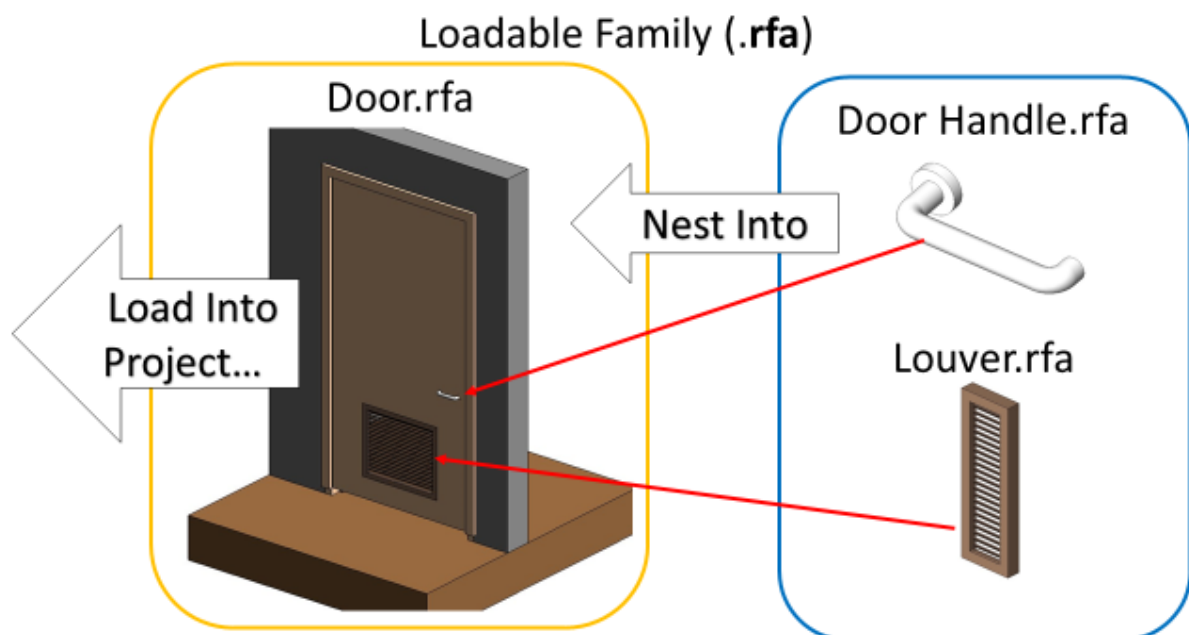 Loadable Family (.rfa)
Door.rfa
Door Handle.rfa
Nest Into
Load Into
Project...
Louver.rfa